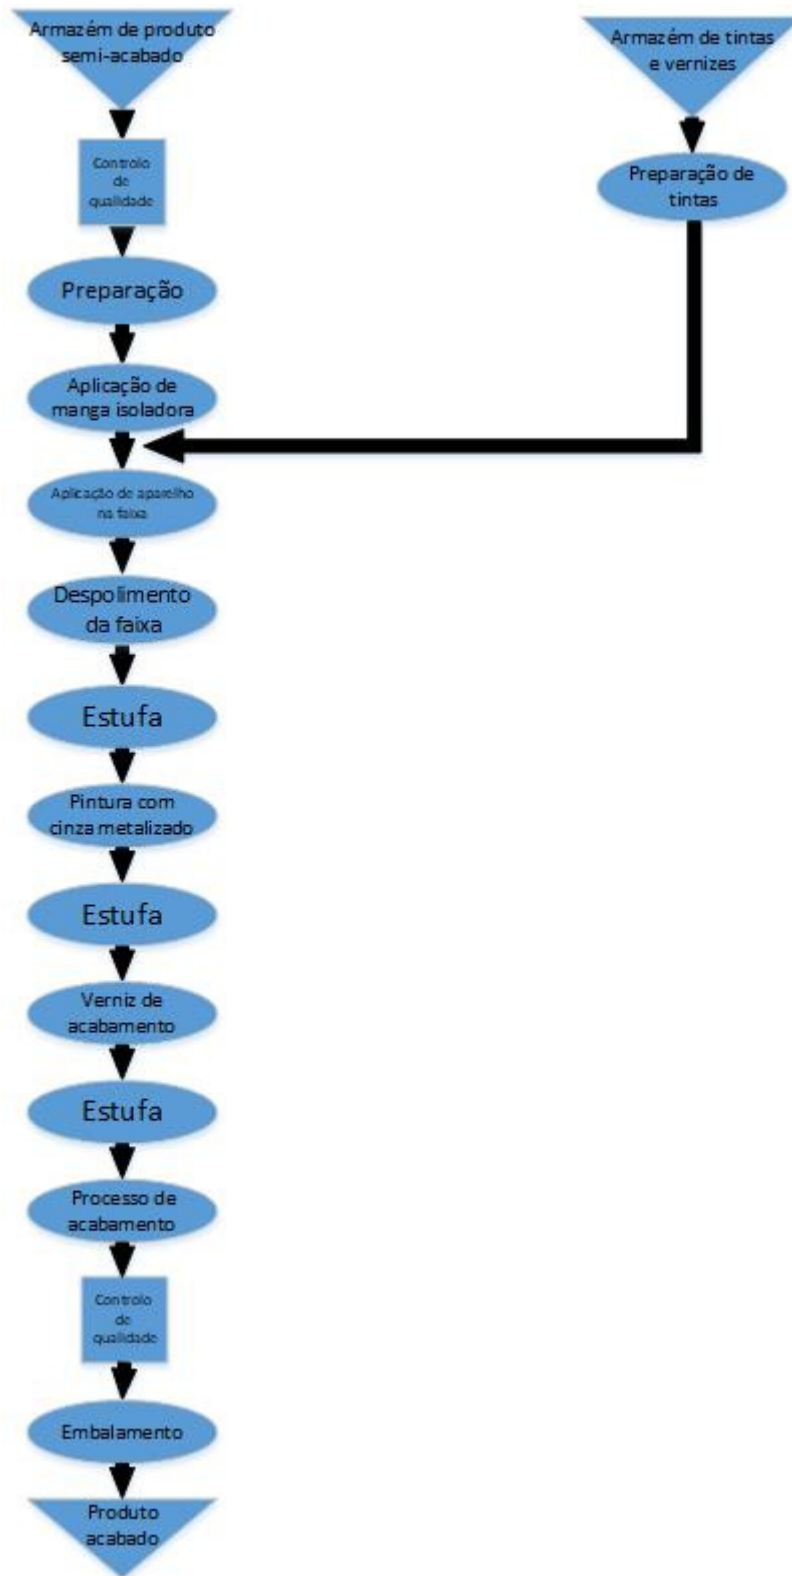 Armazém de produto
semi-acabado
Armazém de tintas
e vernizes
Controlo
de
qualidade
Preparação de
tintas
Preparação
Aplicação de
manga isoladora
Aplicação de aparelho
na faixa
Despolimento
da faixa
Estufa
Pintura com
cinza metalizado
Estufa
Verniz de
acabamento
Estufa
Processo de
acabamento
Controlo
de
qualidade
Embalamento
Produto
acabado